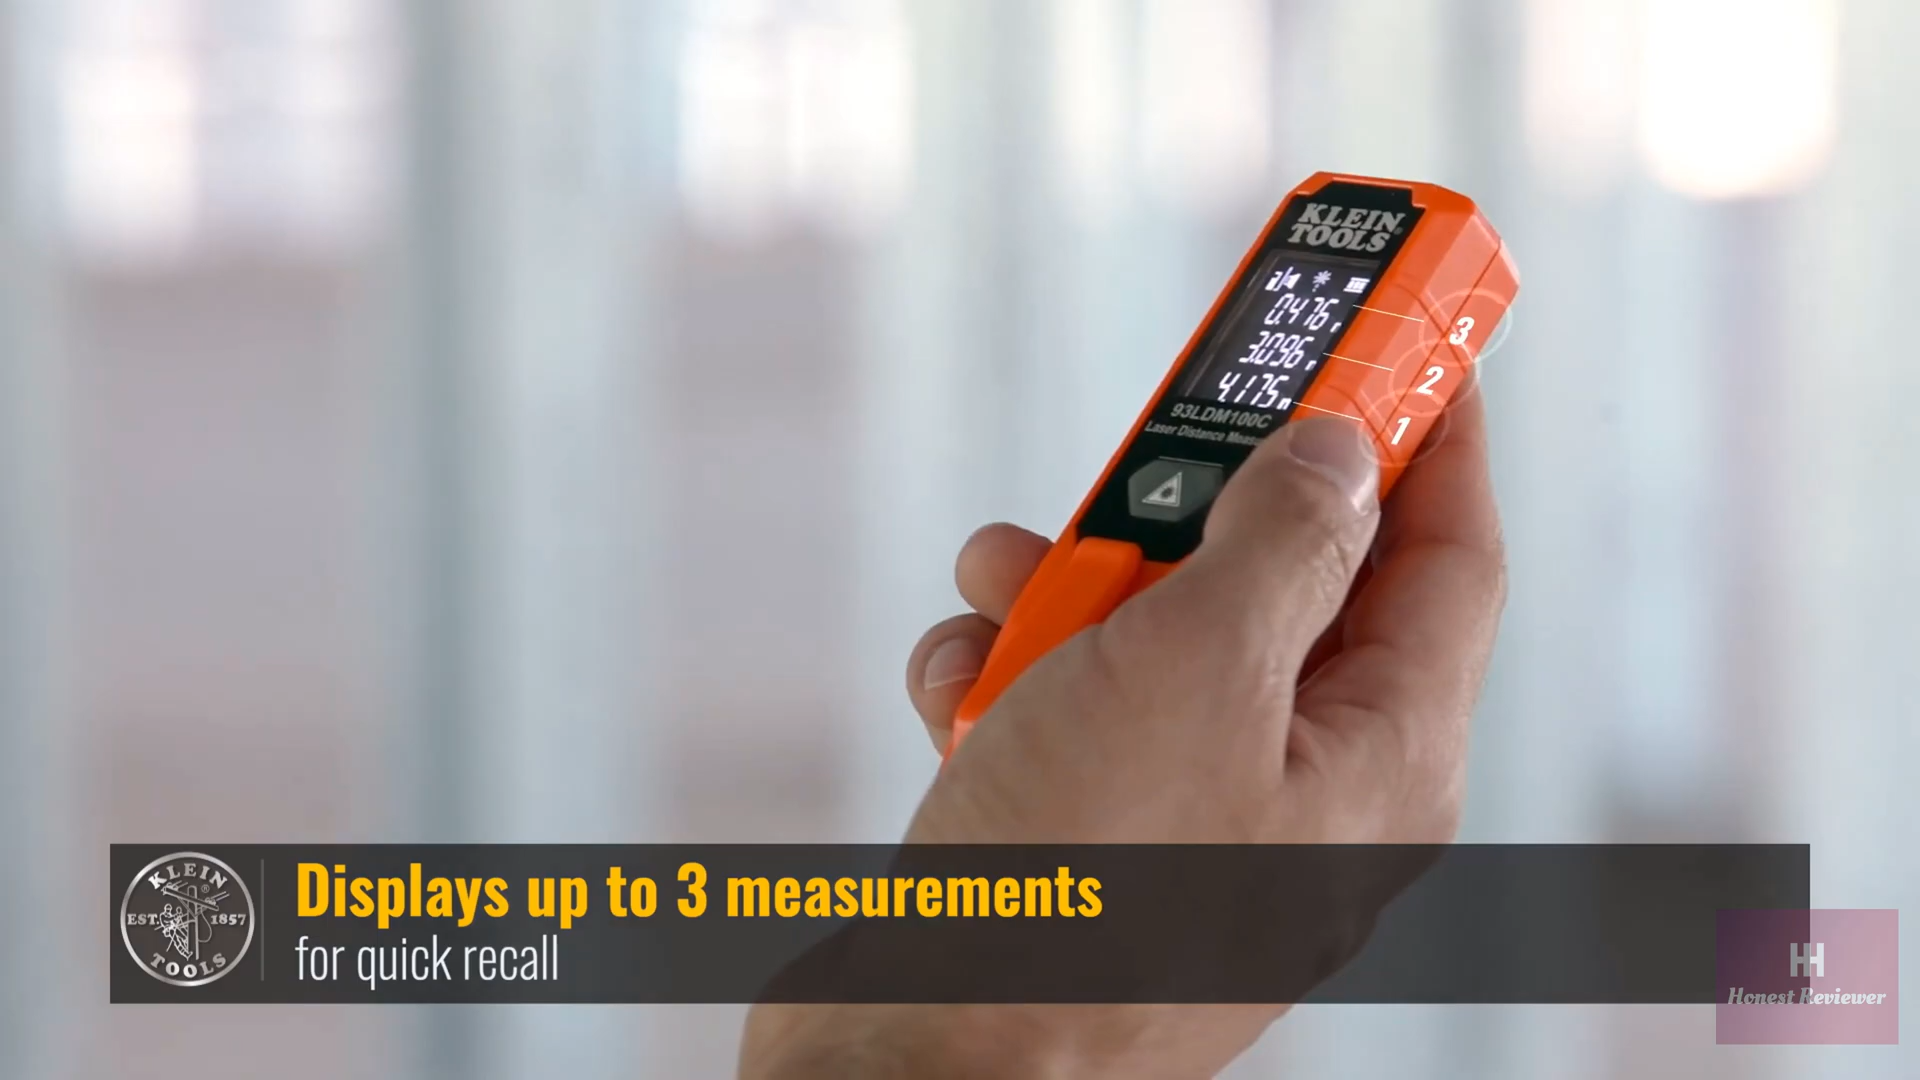 KLEIN
TOOLS®
0.476
3.096
4.175m
3
2
1
93LDM100C
Laser Distance
Displays up to 3 measurements
for quick recall
KLEIN
®
EST. 1857
TOOLS
H
Honest Reviewer